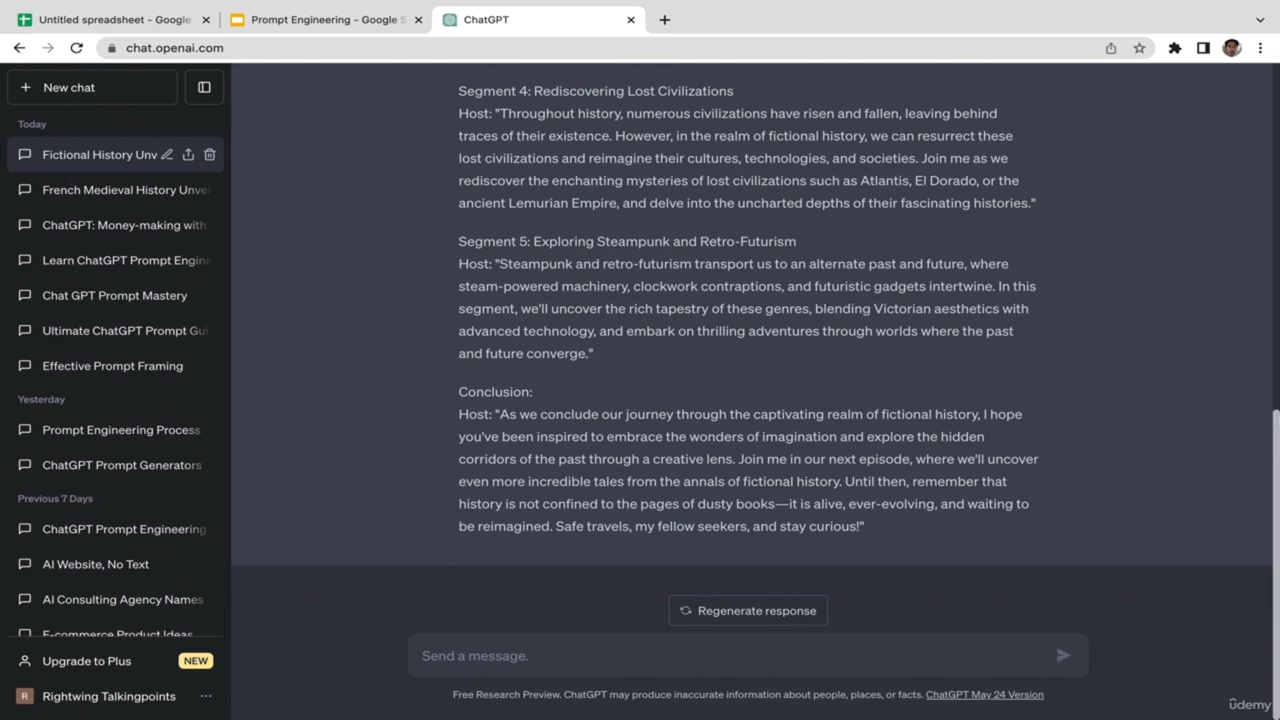 Untitled spreadsheet - Google
Prompt Engineering - Google S
ChatGPT
chat.openai.com
New chat
Today
Fictional History Unv
French Medieval History Unvei
ChatGPT: Money-making with
Learn ChatGPT Prompt Engine
Chat GPT Prompt Mastery
Ultimate ChatGPT Prompt Gui
Effective Prompt Framing
Yesterday
Prompt Engineering Process
ChatGPT Prompt Generators
Previous 7 Days
ChatGPT Prompt Engineering
AI Website, No Text
AI Consulting Agency Names
E-commerce Product Ideas
Upgrade to Plus
NEW
R
Rightwing Talkingpoints
Segment 4: Rediscovering Lost Civilizations
Host: "Throughout history, numerous civilizations have risen and fallen, leaving behind
traces of their existence. However, in the realm of fictional history, we can resurrect these
lost civilizations and reimagine their cultures, technologies, and societies. Join me as we
rediscover the enchanting mysteries of lost civilizations such as Atlantis, El Dorado, or the
ancient Lemurian Empire, and delve into the uncharted depths of their fascinating histories."
Segment 5: Exploring Steampunk and Retro-Futurism
Host: "Steampunk and retro-futurism transport us to an alternate past and future, where
steam-powered machinery, clockwork contraptions, and futuristic gadgets intertwine. In this
segment, we'll uncover the rich tapestry of these genres, blending Victorian aesthetics with
advanced technology, and embark on thrilling adventures through worlds where the past
and future converge."
Conclusion:
Host: "As we conclude our journey through the captivating realm of fictional history, I hope
you've been inspired to embrace the wonders of imagination and explore the hidden
corridors of the past through a creative lens. Join me in our next episode, where we'll uncover
even more incredible tales from the annals of fictional history. Until then, remember that
history is not confined to the pages of dusty books—it is alive, ever-evolving, and waiting to
be reimagined. Safe travels, my fellow seekers, and stay curious!"
Regenerate response
Send a message.
Free Research Preview. ChatGPT may produce inaccurate information about people, places, or facts. ChatGPT May 24 Version
ûdemy